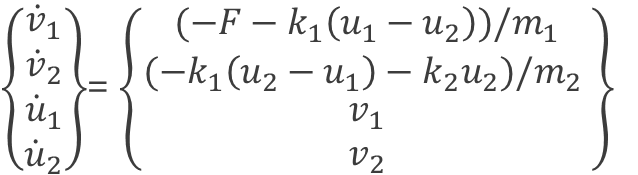 v̇₁ (−F − k₁(u₁ − u₂))/m₁
v̇₂ (−k₁(u₂ − u₁) − k₂u₂)/m₂
=
u̇₁ v₁
u̇₂ v₂